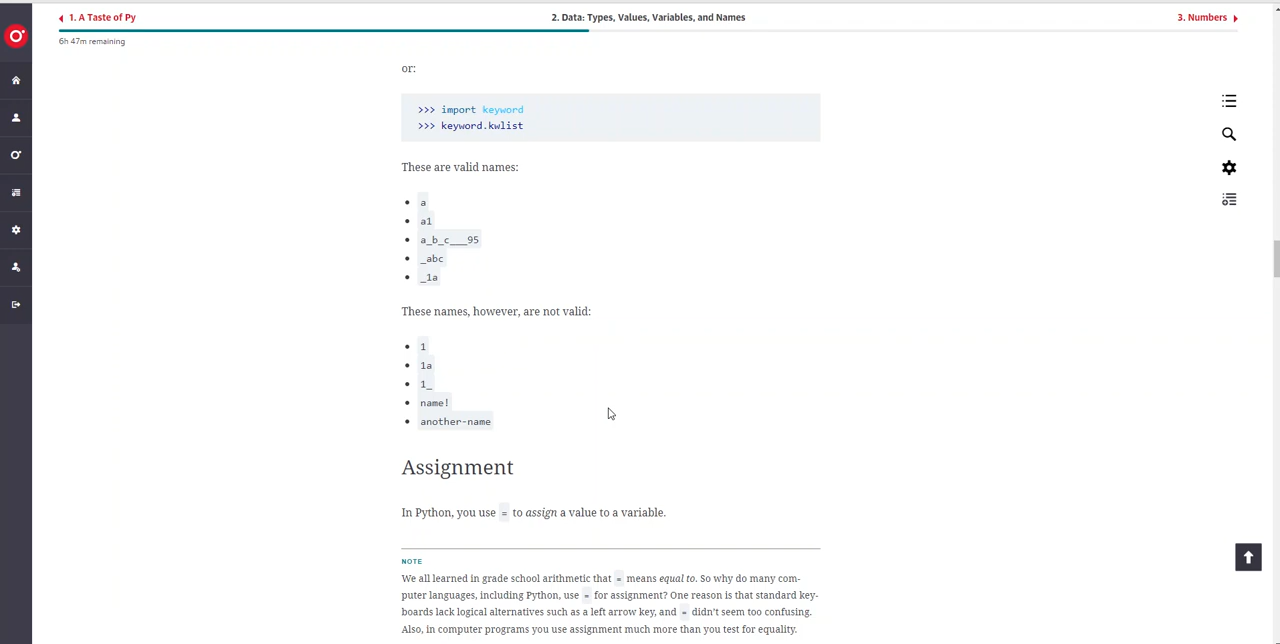 1. A Taste of Py
2. Data: Types, Values, Variables, and Names
3. Numbers
6h 47m remaining
or:
>>> import keyword
>>> keyword.kwlist
These are valid names:
a
a1
a_b_c___95
_abc
_1a
These names, however, are not valid:
1
1a
1_
name!
another-name
Assignment
In Python, you use = to assign a value to a variable.
NOTE
We all learned in grade school arithmetic that = means equal to. So why do many com-
puter languages, including Python, use = for assignment? One reason is that standard key-
boards lack logical alternatives such as a left arrow key, and = didn't seem too confusing.
Also, in computer programs you use assignment much more than you test for equality.